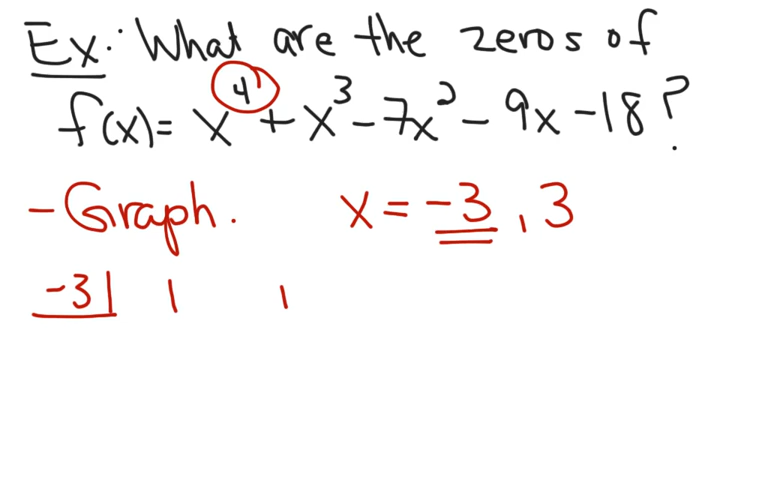 Ex: What are the zeros of
f(x)= x⁴ + x³ - 7x² - 9x - 18?
- Graph. x = -3, 3
-3| 1 1